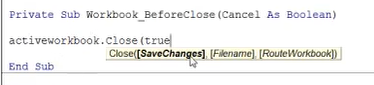 Private Sub Workbook_BeforeClose(Cancel As Boolean)
activeworkbook.Close(true
Close([SaveChanges], [Filename], [RouteWorkbook])
End Sub